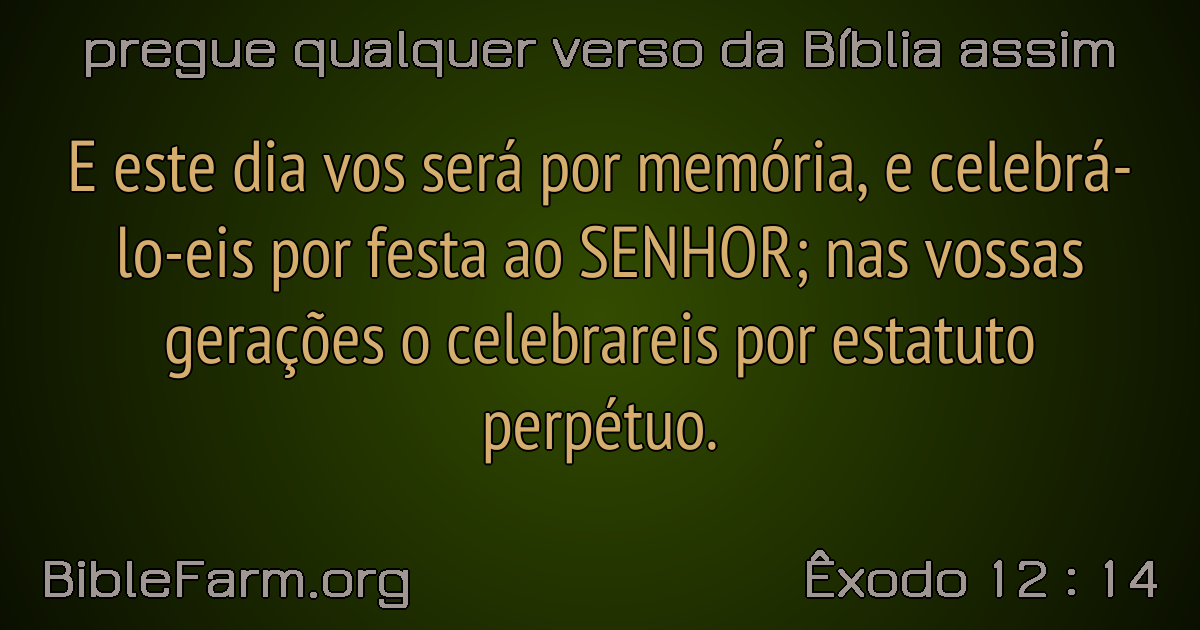 pregue qualquer verso da Bíblia assim
E este dia vos será por memória, e celebrá-
lo-eis por festa ao SENHOR; nas vossas
gerações o celebrareis por estatuto
perpétuo.
BibleFarm.org
Êxodo 12 : 14